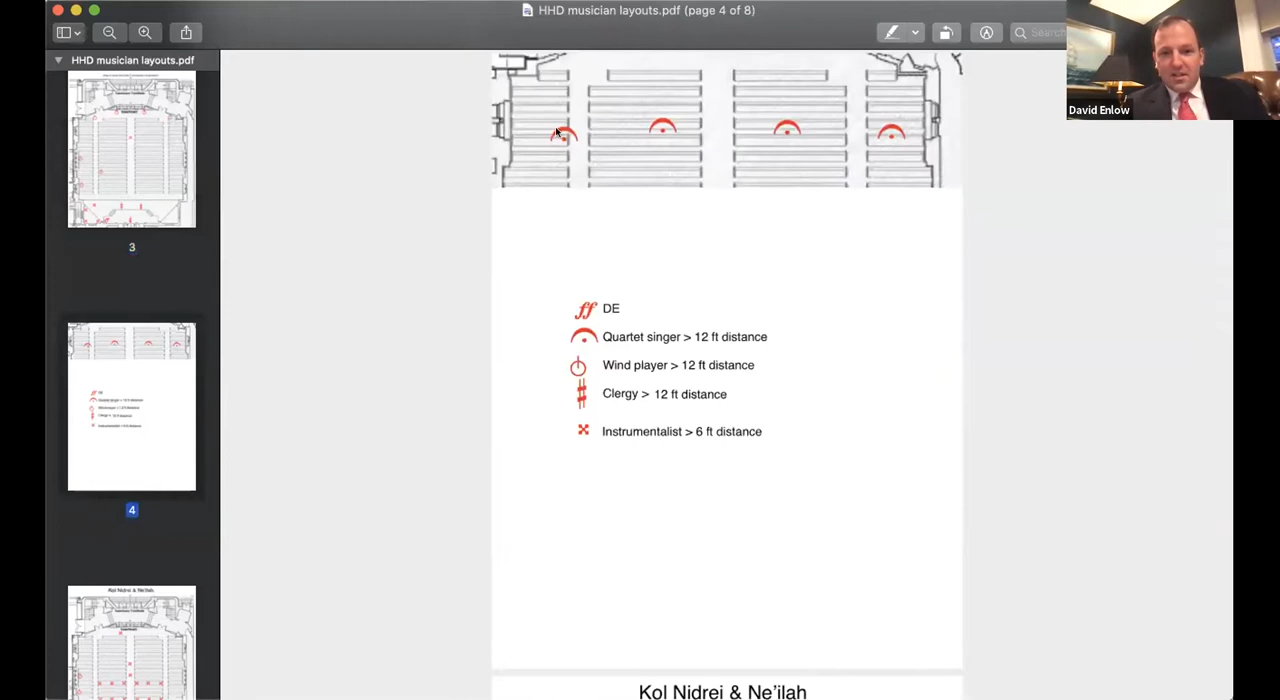 HHD musician layouts.pdf (page 4 of 8)
Search
David Enlow
HHD musician layouts.pdf
3
4
Kol Nidrei & Ne'ilah
ff DE
Quartet singer > 12 ft distance
Wind player > 12 ft distance
Clergy > 12 ft distance
Instrumentalist > 6 ft distance
Kol Nidrei & Ne'ilah